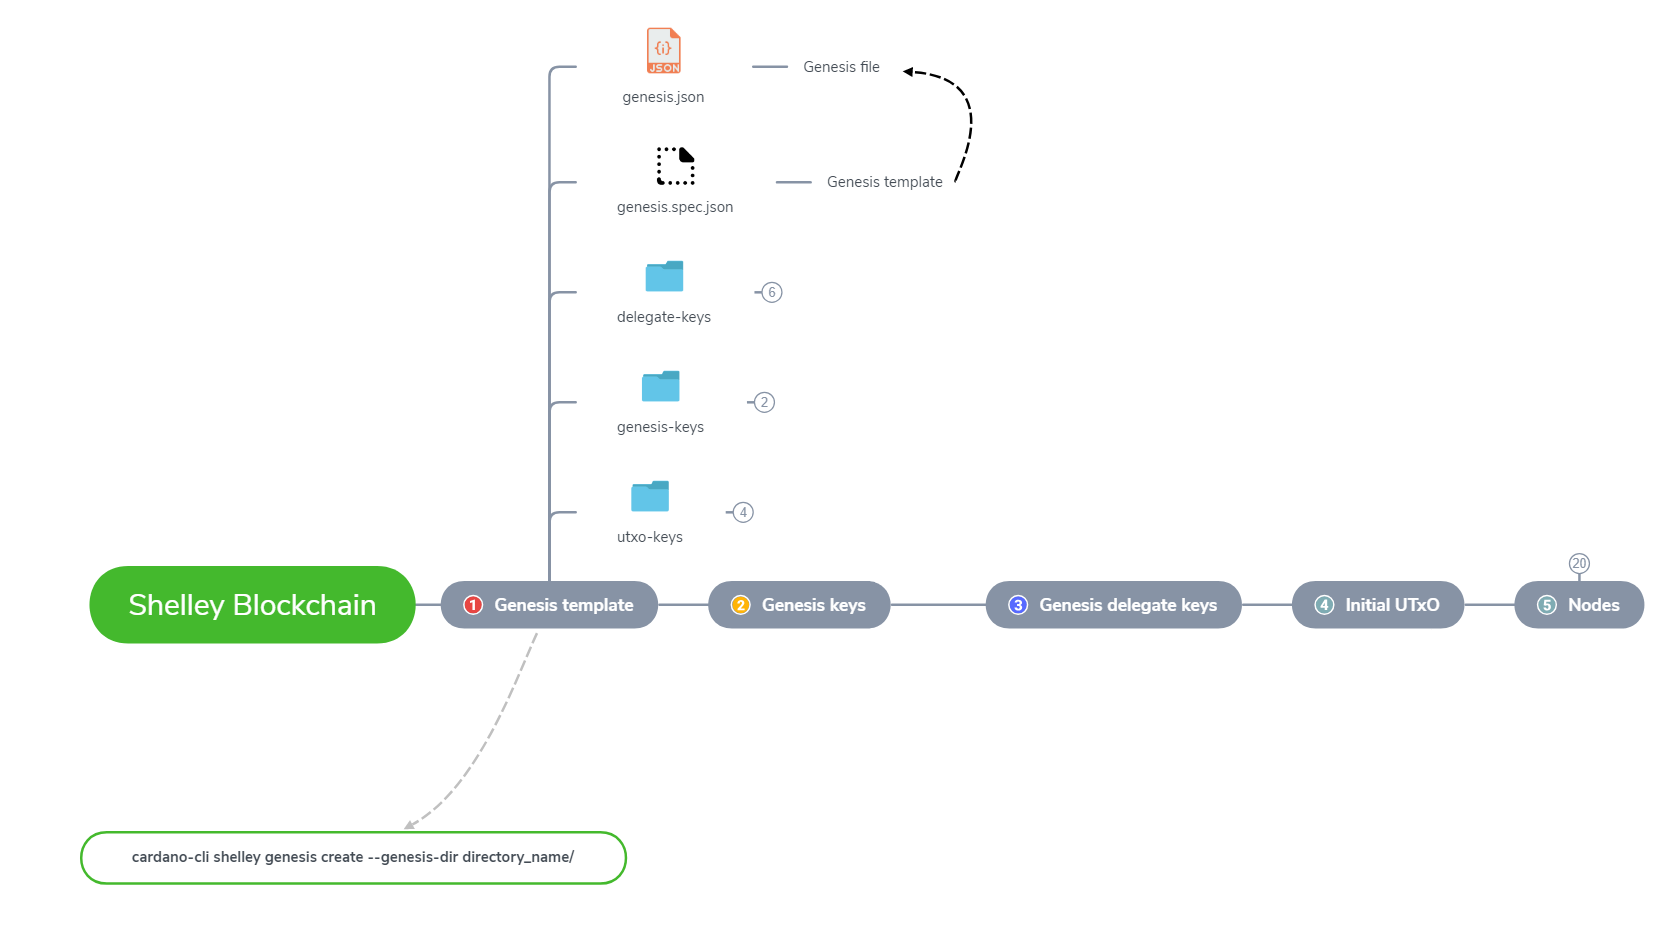 {i}
JSON
genesis.json
Genesis file
genesis.spec.json
Genesis template
delegate-keys
6
genesis-keys
2
utxo-keys
4
20
Shelley Blockchain
1 Genesis template
2 Genesis keys
3 Genesis delegate keys
4 Initial UTxO
5 Nodes
cardano-cli shelley genesis create --genesis-dir directory_name/